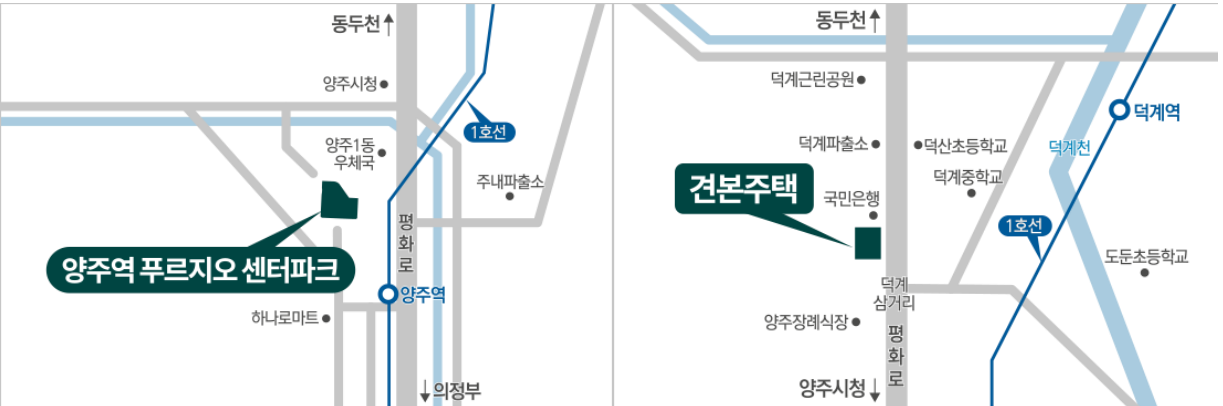 동두천
양주시청
1호선
양주1동
우체국
주내파출소
평화로
양주역 푸르지오 센터파크
양주역
하나로마트
의정부
동두천
덕계근린공원
덕계역
덕계파출소
덕산초등학교
덕계천
견본주택
덕계중학교
국민은행
1호선
도둔초등학교
덕계
삼거리
양주장례식장
평화로
양주시청